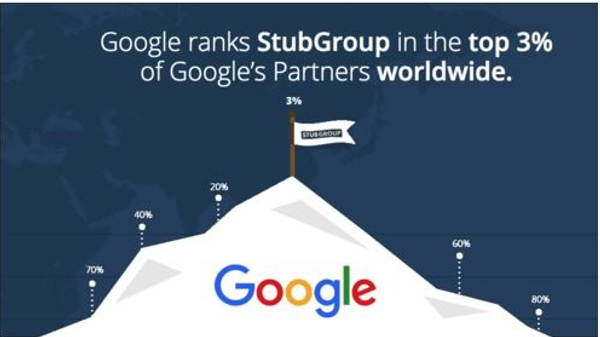 Google ranks StubGroup in the top 3%
of Google's Partners worldwide.
3%
STUBGROUP
20%
40%
60%
70%
80%
Google